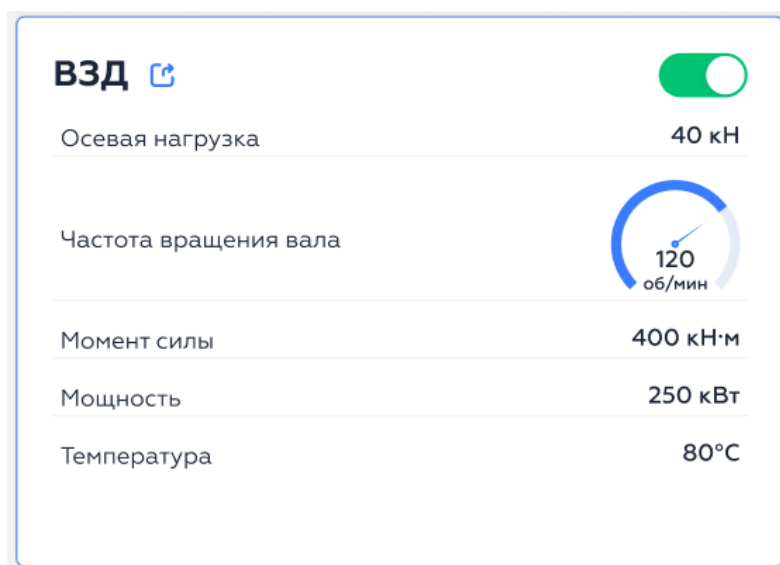 ВЗД
Осевая нагрузка 40 кН
Частота вращения вала 120 об/мин
Момент силы 400 кН·м
Мощность 250 кВт
Температура 80°C